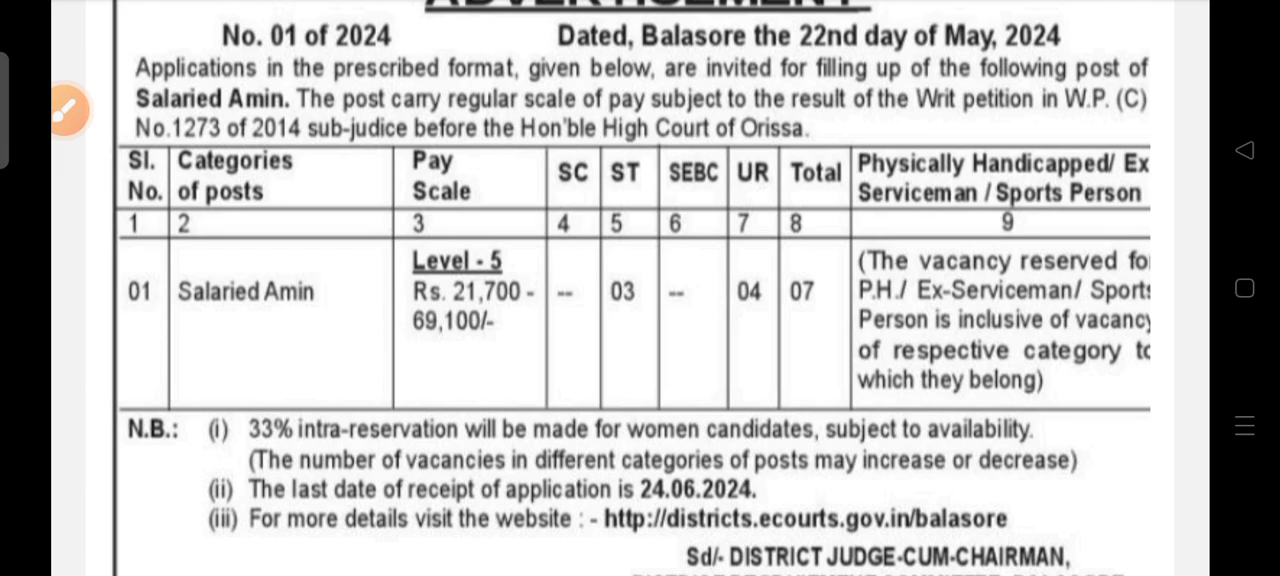 ADVERTISEMENT
No. 01 of 2024 Dated, Balasore the 22nd day of May, 2024
Applications in the prescribed format, given below, are invited for filling up of the following post of
Salaried Amin. The post carry regular scale of pay subject to the result of the Writ petition in W.P. (C)
No.1273 of 2014 sub-judice before the Hon'ble High Court of Orissa.
Sl. No. Categories of posts Pay Scale SC ST SEBC UR Total Physically Handicapped/ Ex Serviceman / Sports Person
1 2 3 4 5 6 7 8 9
01 Salaried Amin Level - 5 Rs. 21,700 - 69,100/- -- 03 -- 04 07
(The vacancy reserved fo
P.H./ Ex-Serviceman/ Sports
Person is inclusive of vacancy
of respective category to
which they belong)
N.B.: (i) 33% intra-reservation will be made for women candidates, subject to availability.
(The number of vacancies in different categories of posts may increase or decrease)
(ii) The last date of receipt of application is 24.06.2024.
(iii) For more details visit the website : - http://districts.ecourts.gov.in/balasore
Sd/- DISTRICT JUDGE-CUM-CHAIRMAN,